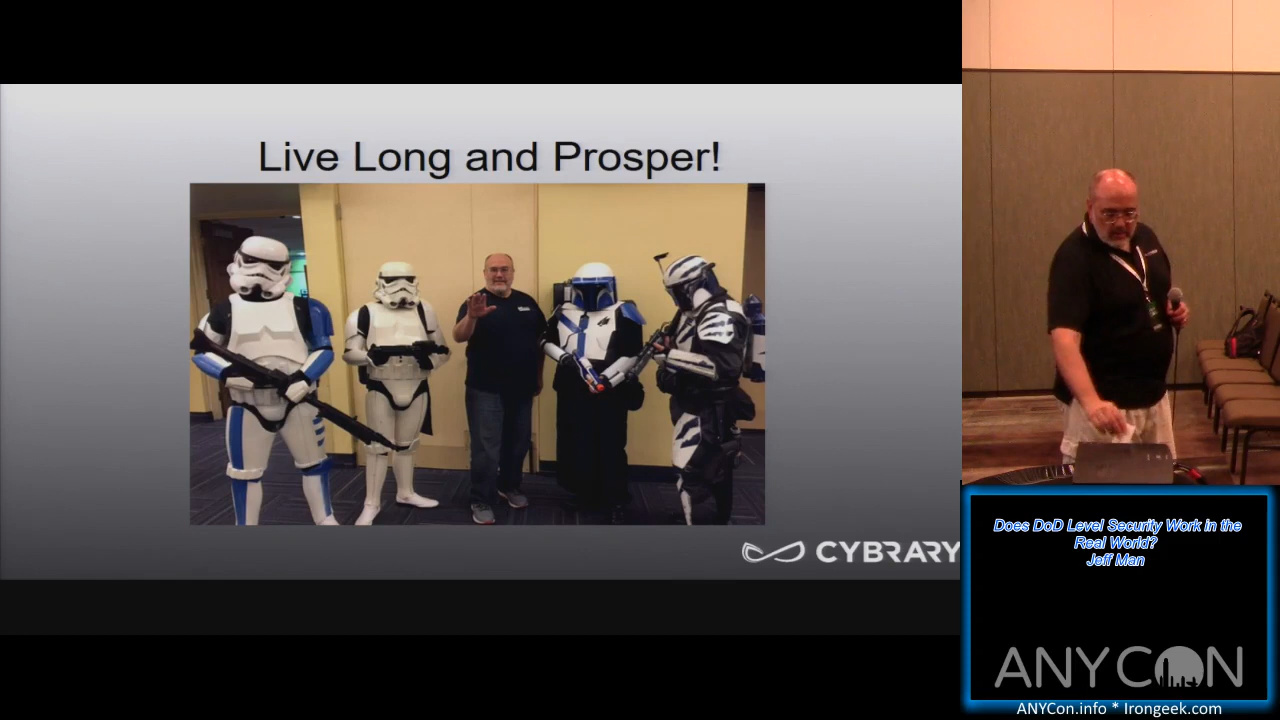 Live Long and Prosper!
CYBRARY
Does DoD Level Security Work in the
Real World?
Jeff Man
ANYCON
ANYCon.info * Irongeek.com